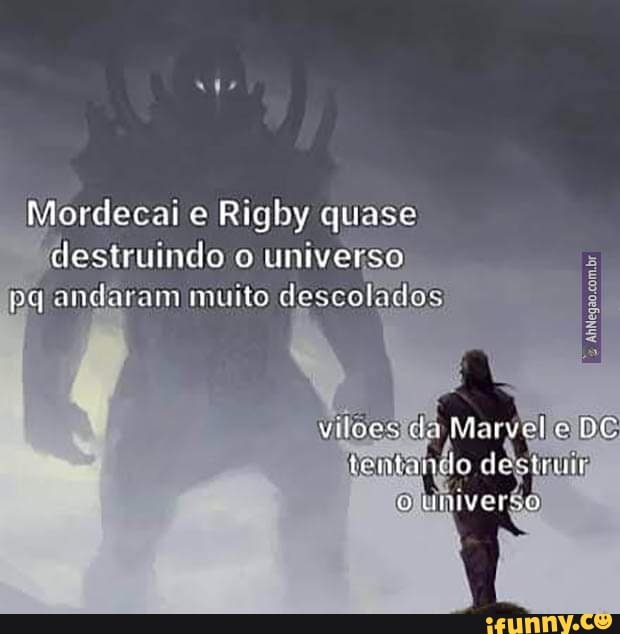 Mordecai e Rigby quase
destruindo o universo
pq andaram muito descolados
AhNegao.com.br
vilões da Marvel e DC
tentando destruir
o universo
ifunny.co